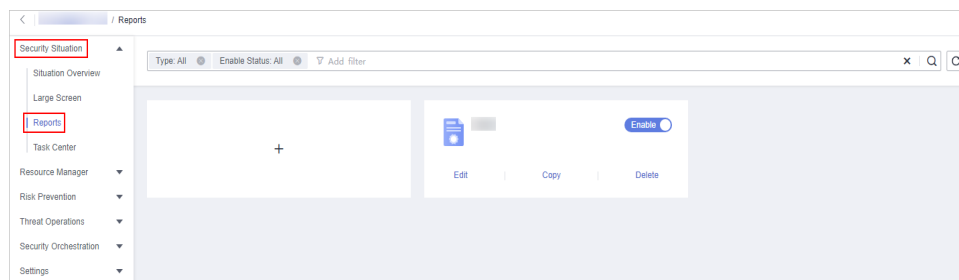 / Reports
Security Situation
Situation Overview
Large Screen
Reports
Task Center
Resource Manager
Risk Prevention
Threat Operations
Security Orchestration
Settings
Type: All Enable Status: All Add filter
+
Enable
Edit Copy Delete